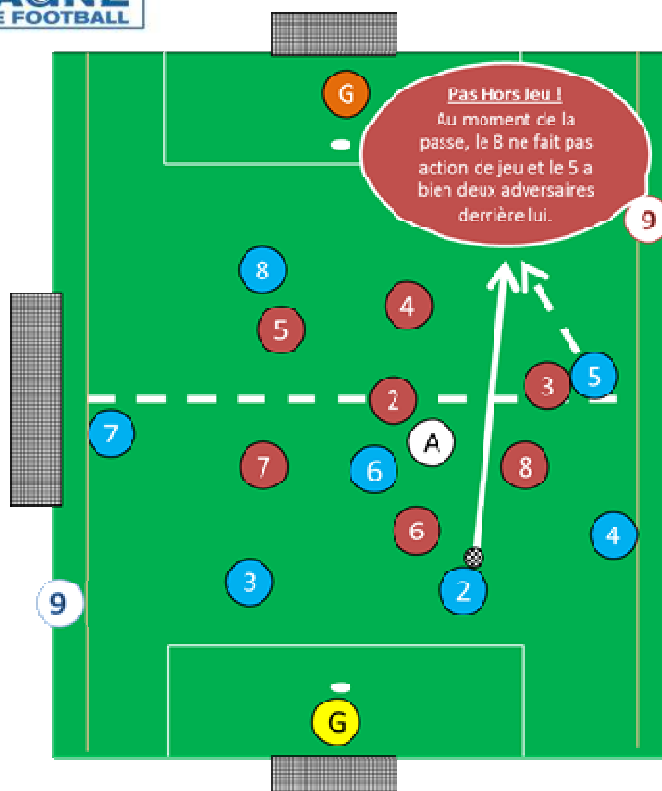 E FOOTBALL
G
Pas Hors Jeu !
Au moment de la
passe, le 8 ne fait pas
action de jeu et le 5 a
bien deux adversaires
derrière lui.
9
8
4
5
5
3
2
7
A
6
7
8
6
4
3
2
9
G